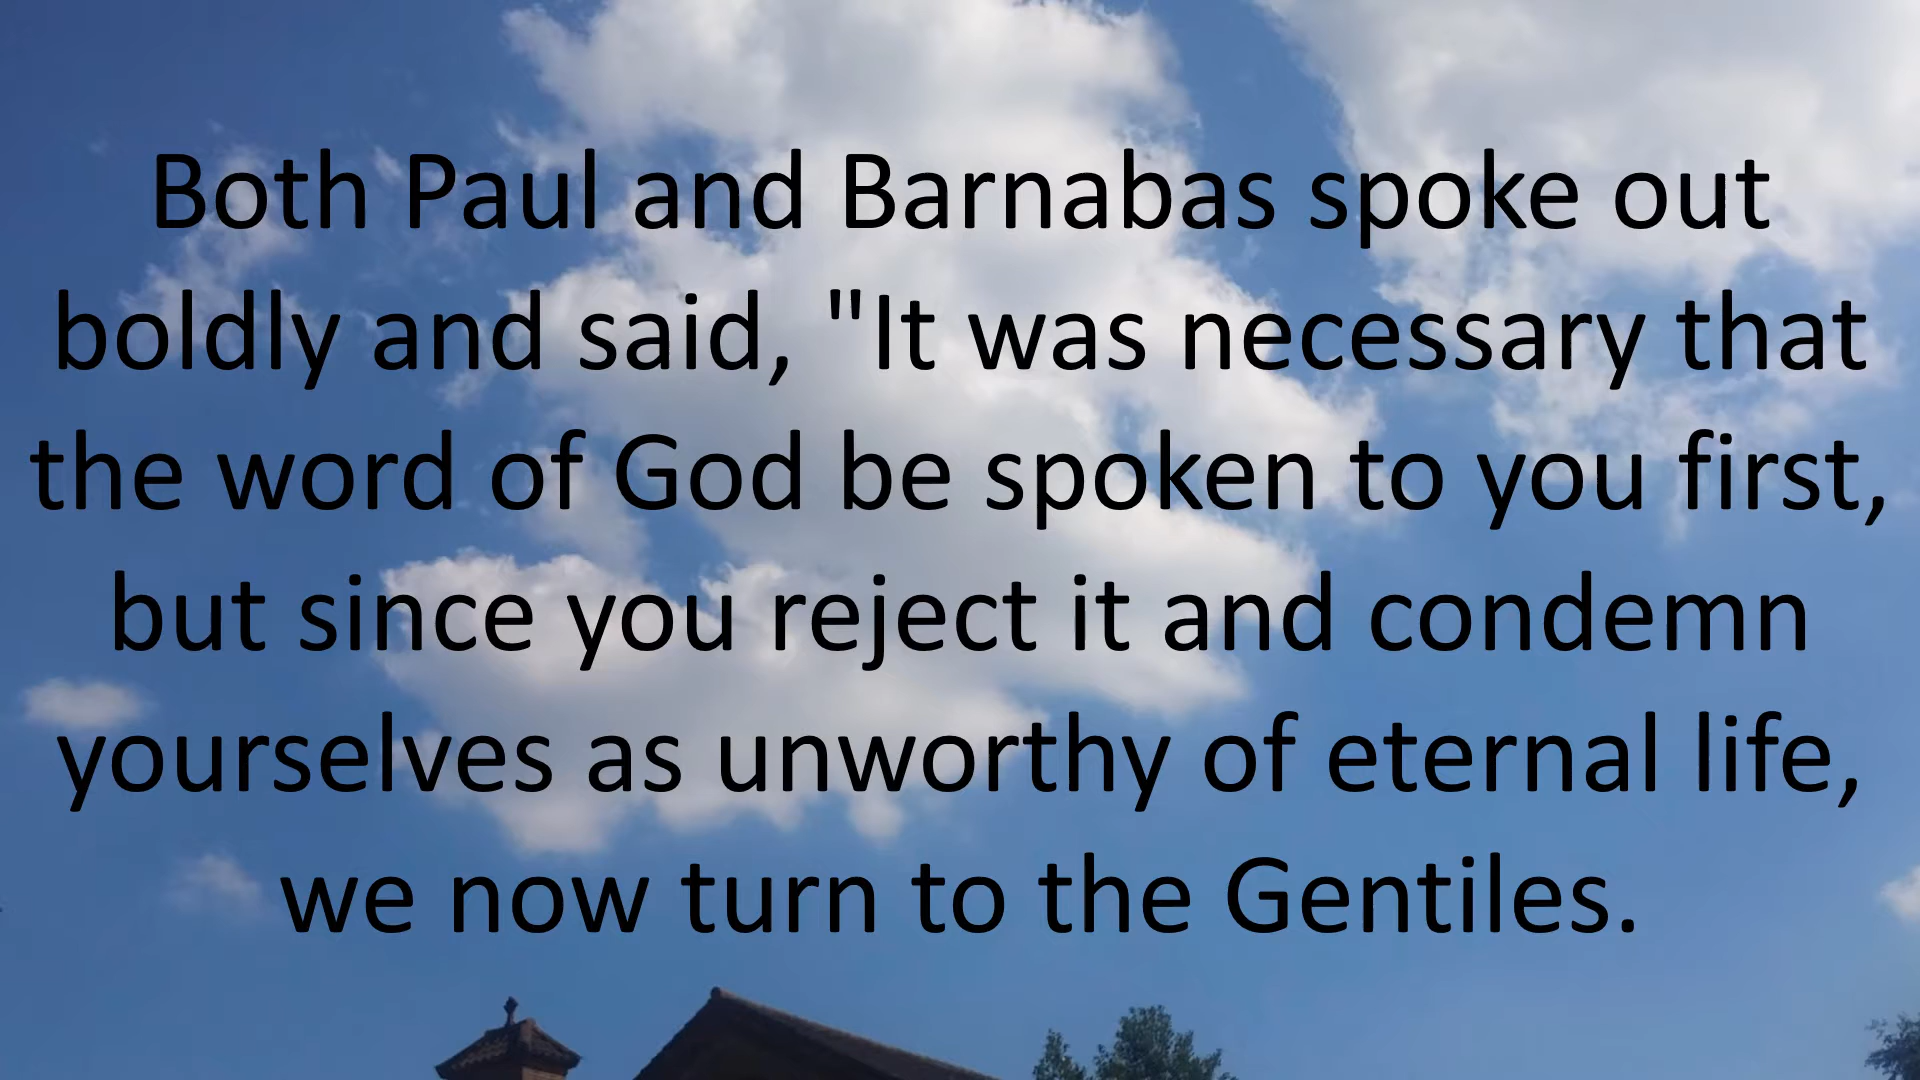 Both Paul and Barnabas spoke out
boldly and said, "It was necessary that
the word of God be spoken to you first,
but since you reject it and condemn
yourselves as unworthy of eternal life,
we now turn to the Gentiles.